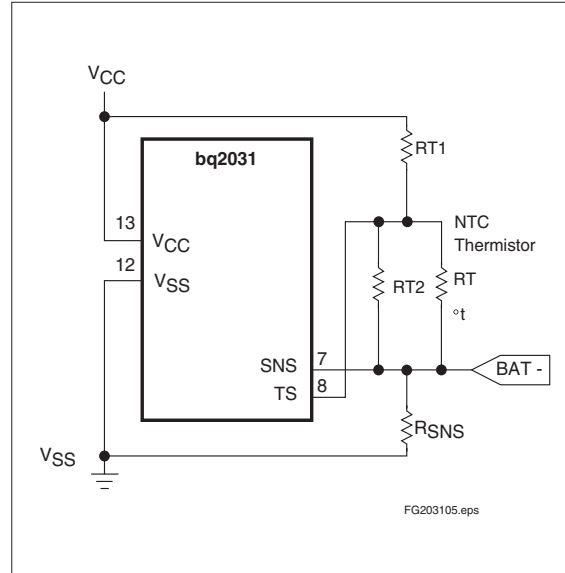 VCC
bq2031
RT1
13
VCC
NTC
Thermistor
12
VSS
RT2
RT
°t
SNS
7
BAT -
TS
8
RSNS
VSS
FG203105.eps